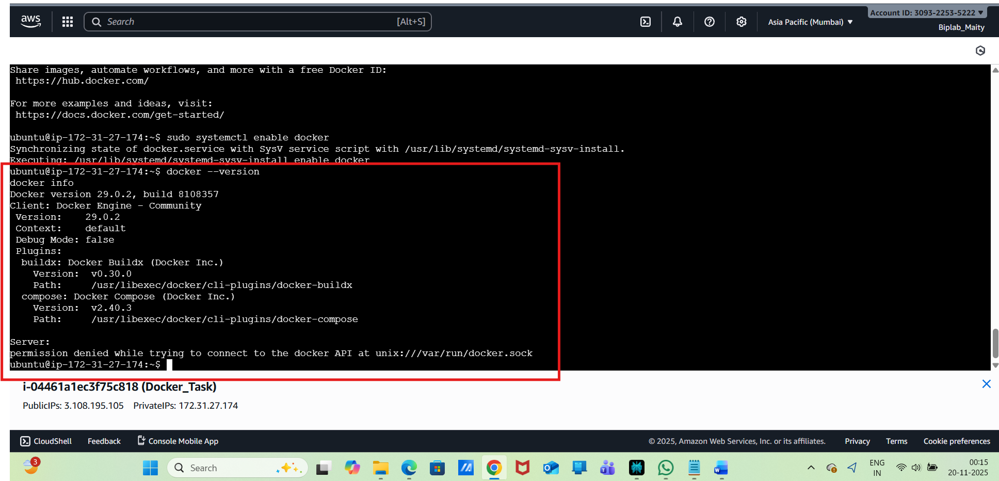 aws
Search [Alt+S]
Asia Pacific (Mumbai) ▼
Account ID: 3093-2253-5222 ▼
Biplab_Maity
Share images, automate workflows, and more with a free Docker ID:
https://hub.docker.com/
For more examples and ideas, visit:
https://docs.docker.com/get-started/
ubuntu@ip-172-31-27-174:~$ sudo systemctl enable docker
Synchronizing state of docker.service with SysV service script with /usr/lib/systemd/systemd-sysv-install.
Executing: /usr/lib/systemd/systemd-sysv-install enable docker
ubuntu@ip-172-31-27-174:~$ docker --version
docker info
Docker version 29.0.2, build 8108357
Client: Docker Engine - Community
Version: 29.0.2
Context: default
Debug Mode: false
Plugins:
buildx: Docker Buildx (Docker Inc.)
Version: v0.30.0
Path: /usr/libexec/docker/cli-plugins/docker-buildx
compose: Docker Compose (Docker Inc.)
Version: v2.40.3
Path: /usr/libexec/docker/cli-plugins/docker-compose
Server:
permission denied while trying to connect to the docker API at unix:///var/run/docker.sock
ubuntu@ip-172-31-27-174:~$
i-04461a1ec3f75c818 (Docker_Task)
PublicIPs: 3.108.195.105 PrivateIPs: 172.31.27.174
CloudShell Feedback Console Mobile App © 2025, Amazon Web Services, Inc. or its affiliates. Privacy Terms Cookie preferences
3
Search
ENG
IN
00:15
20-11-2025